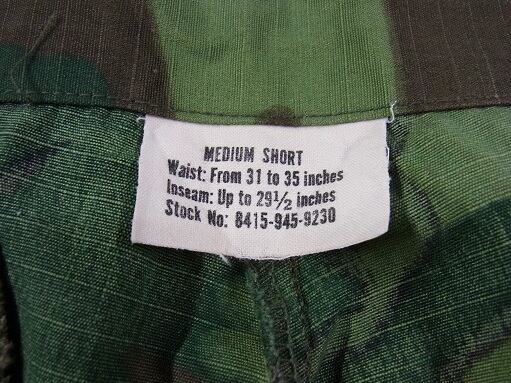 MEDIUM SHORT
Waist: From 31 to 35 inches
Inseam: Up to 29½ inches
Stock No: 8415-945-9230